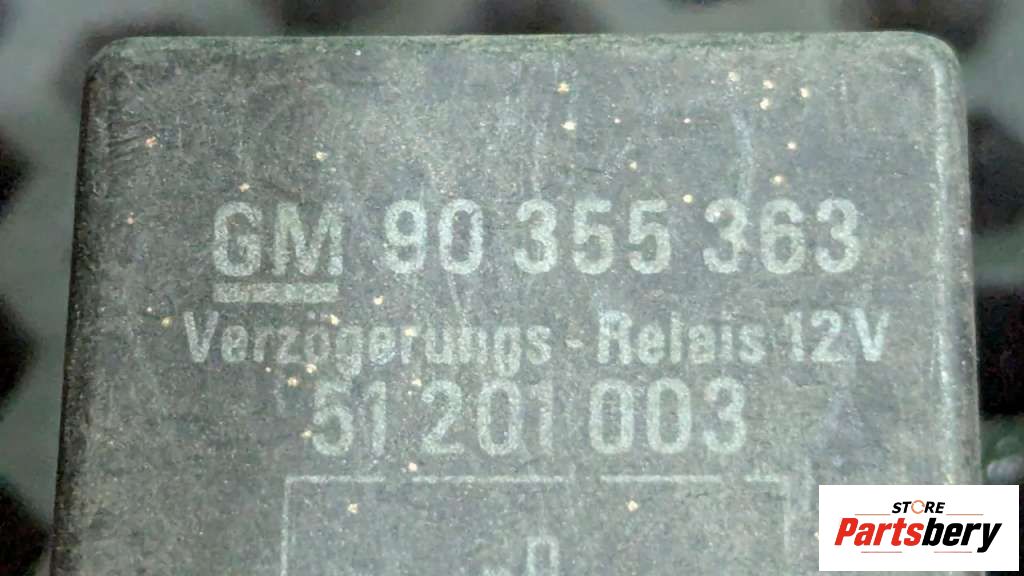 GM 90 355 363
Verzögerungs - Relais 12V
51 201 003
STORE
Partsbery